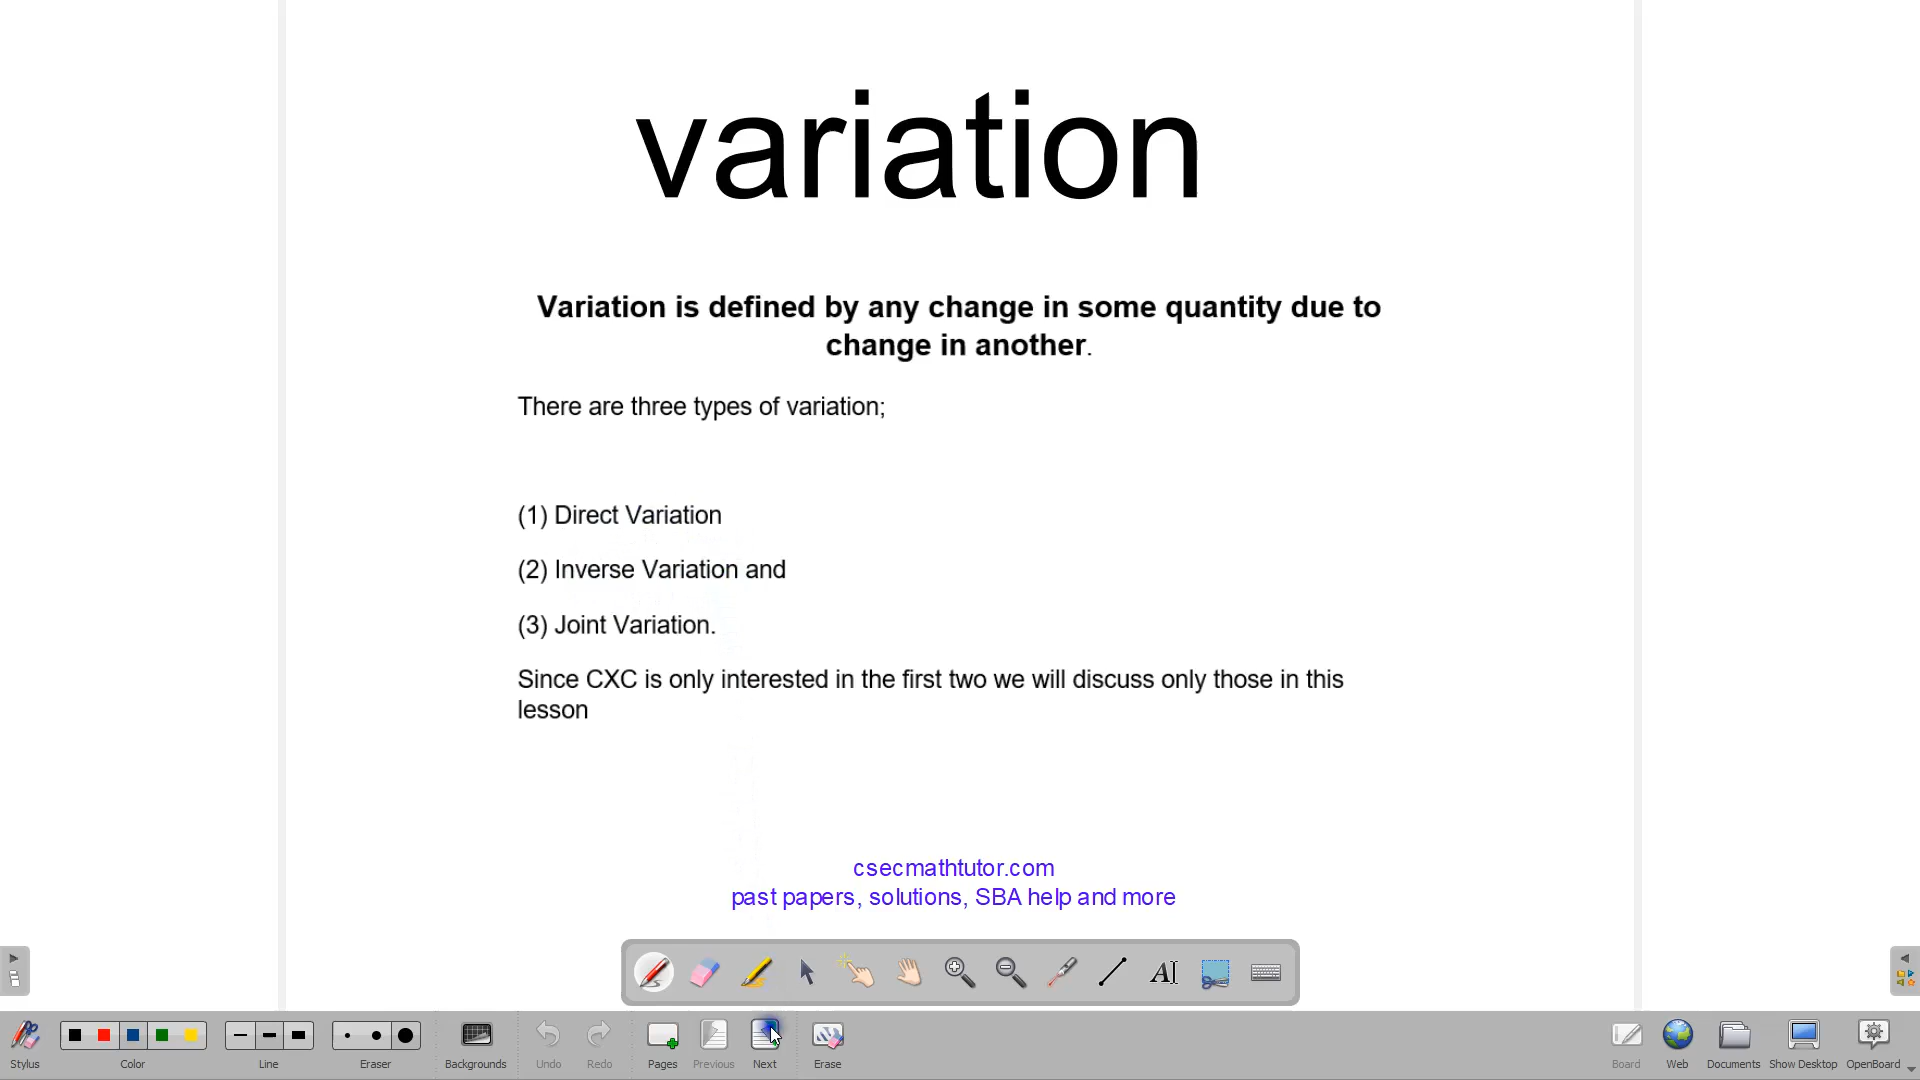 variation
Variation is defined by any change in some quantity due to
change in another.
There are three types of variation;
(1) Direct Variation
(2) Inverse Variation and
(3) Joint Variation.
Since CXC is only interested in the first two we will discuss only those in this
lesson
csecmathtutor.com
past papers, solutions, SBA help and more
AI
Stylus
Color
Line
Eraser
Backgrounds
Undo
Redo
Pages
Previous
Next
Erase
Board
Web
Documents
Show Desktop
OpenBoard